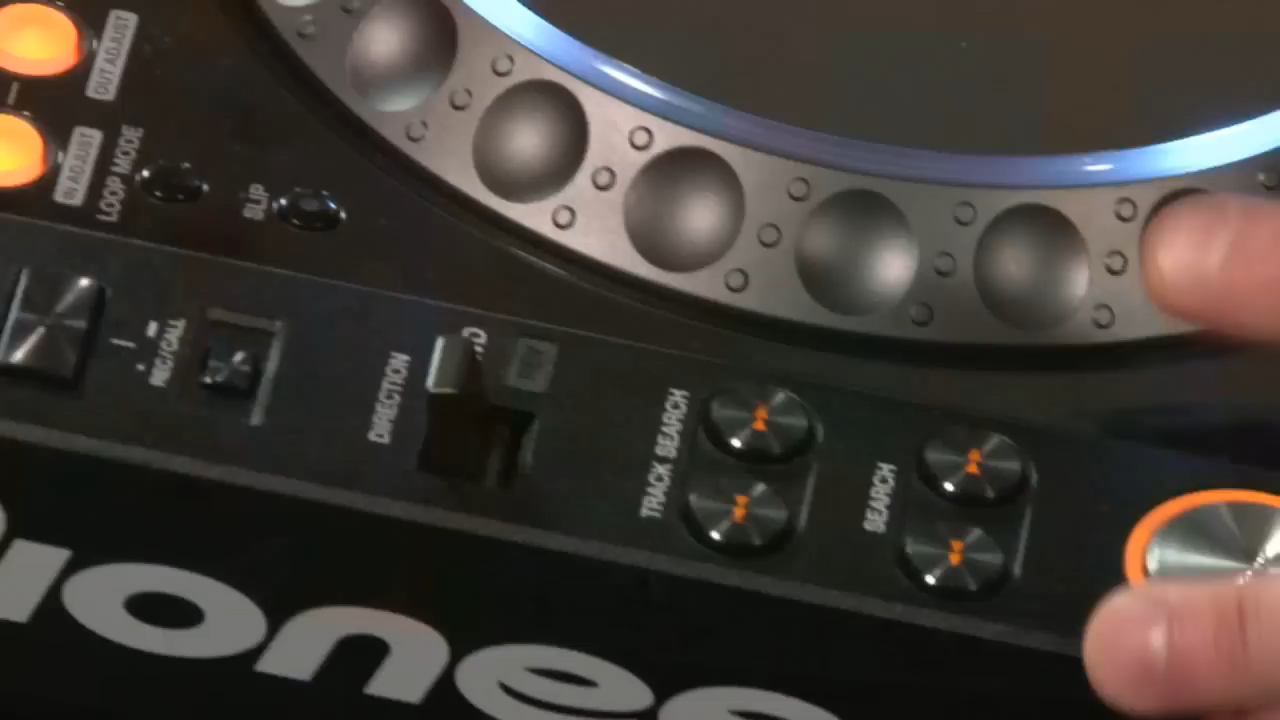 OUT ADJUST
IN ADJUST
LOOP MODE
SLIP
REC/CALL
DIRECTION
TRACK SEARCH
SEARCH
ionee